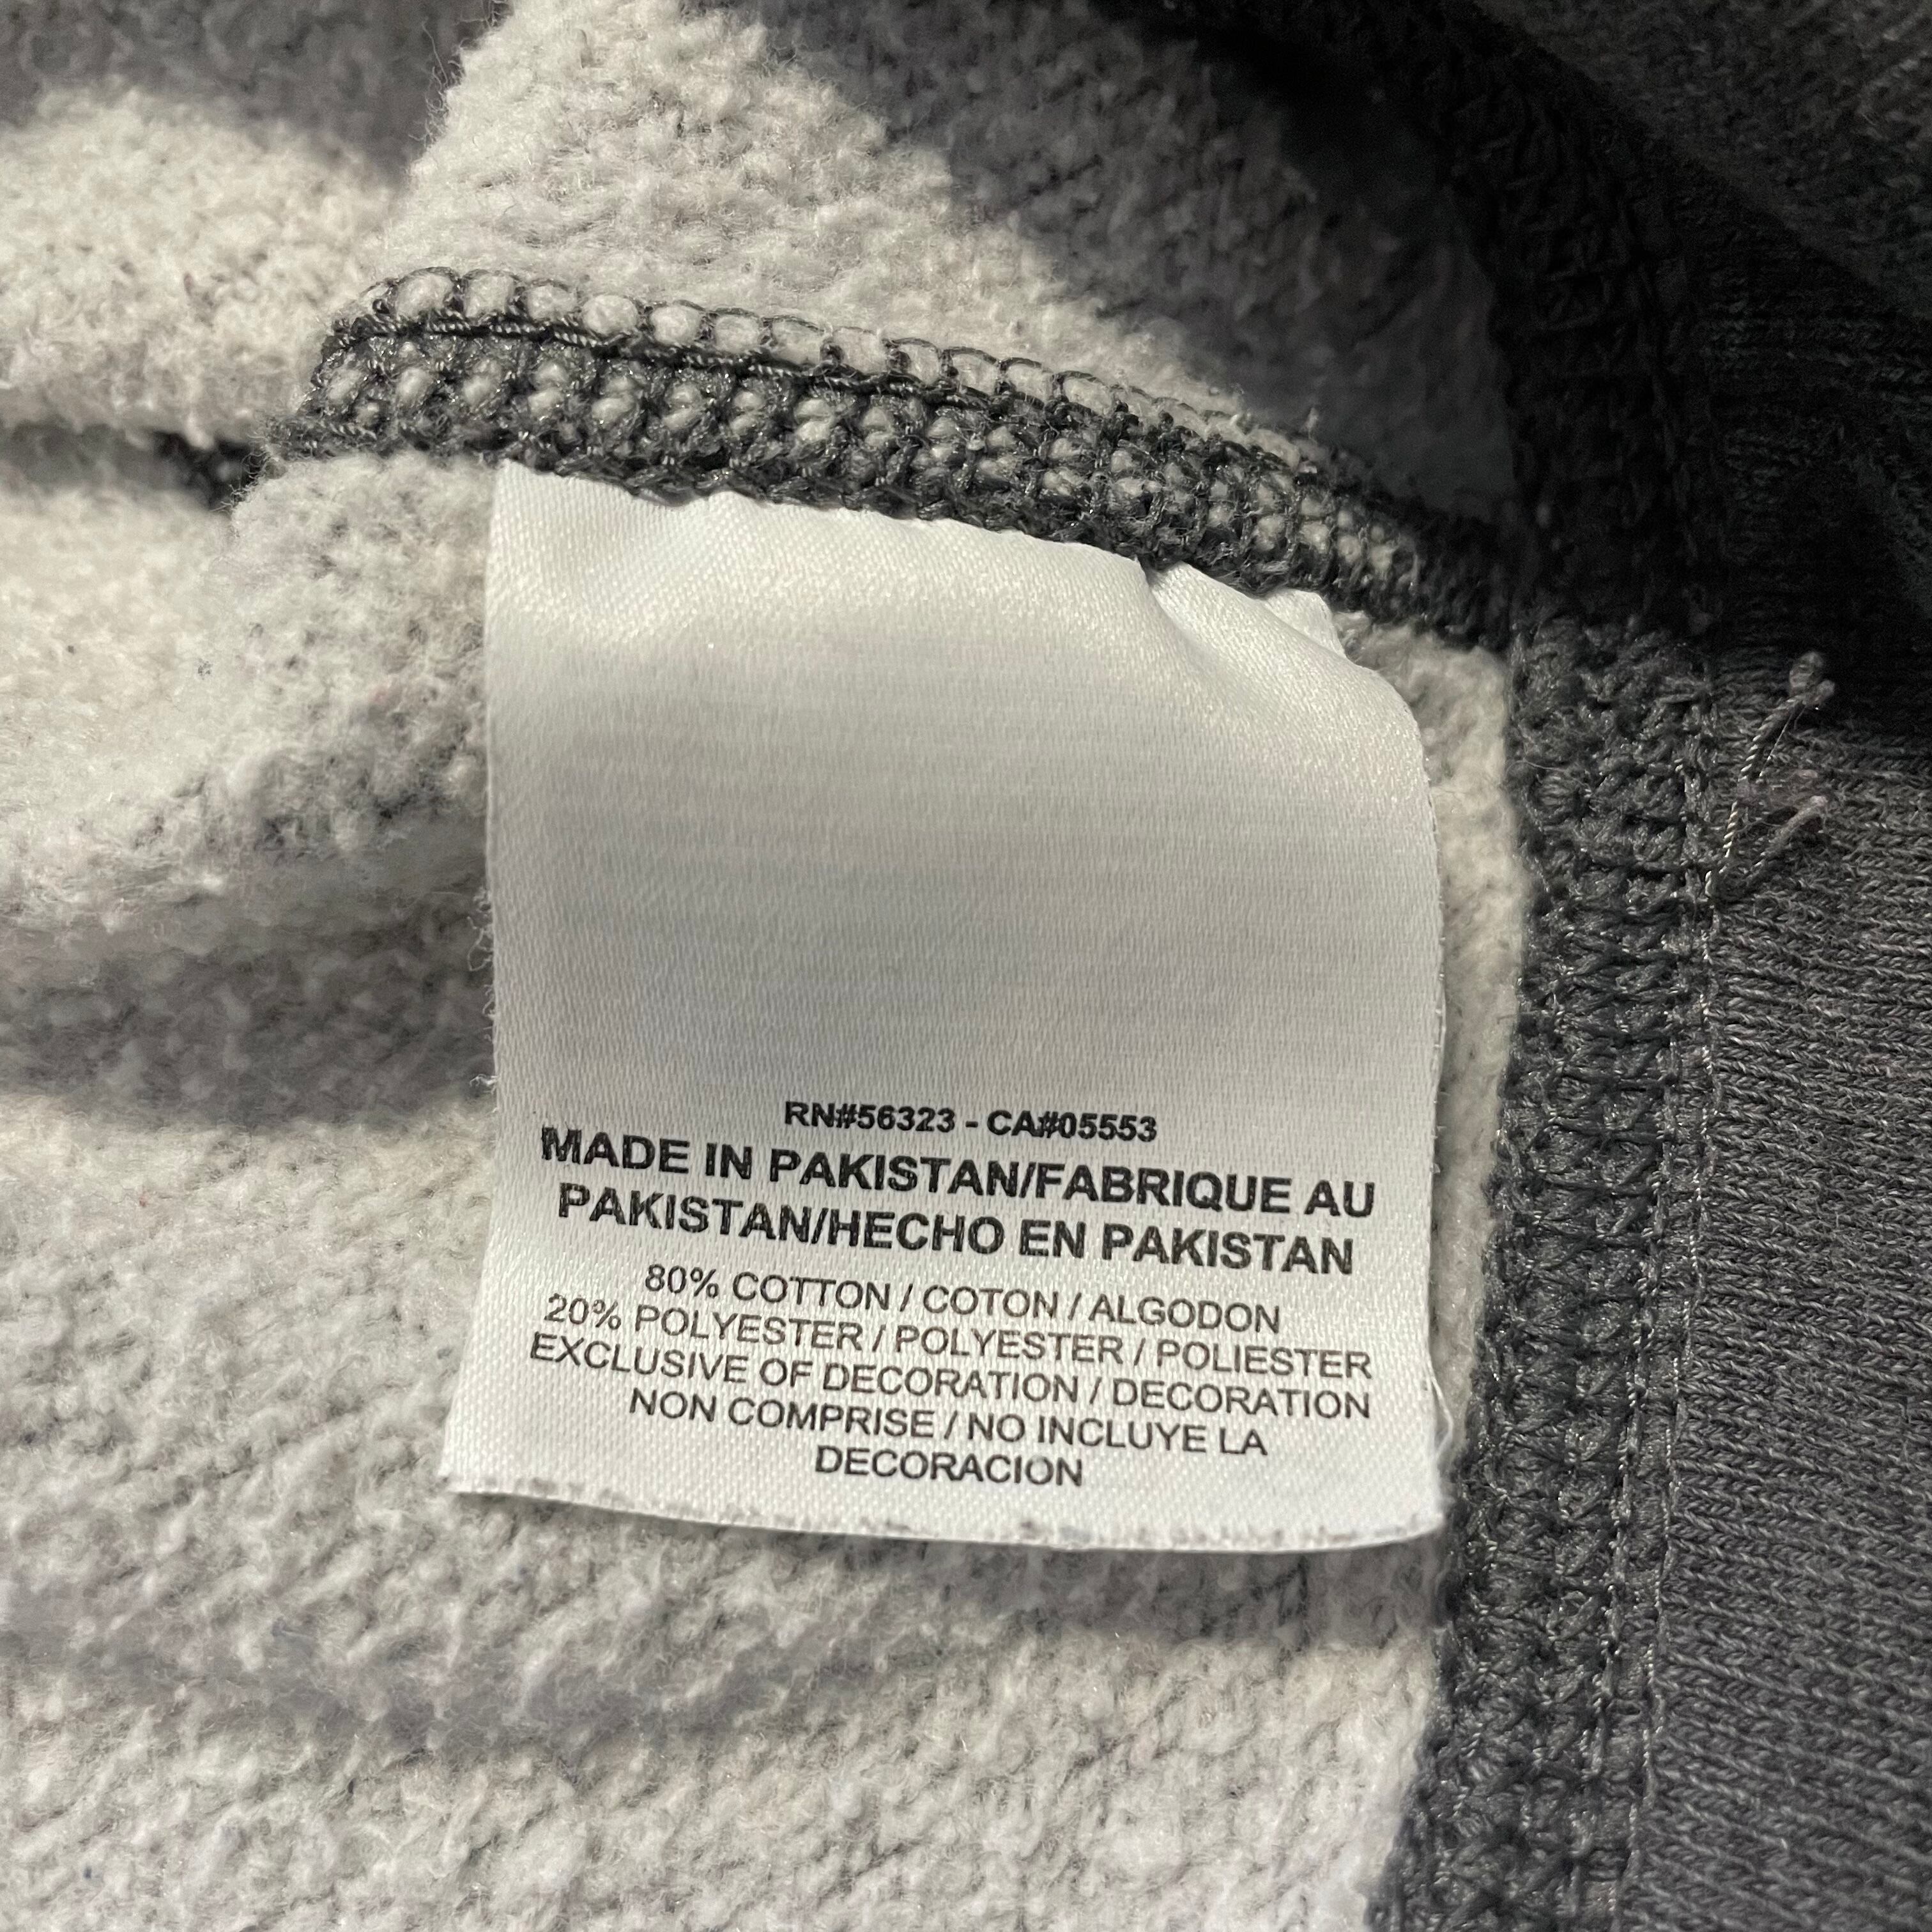 RN#56323 - CA#05553
MADE IN PAKISTAN/FABRIQUE AU
PAKISTAN/HECHO EN PAKISTAN
80% COTTON / COTON / ALGODON
20% POLYESTER / POLYESTER / POLIESTER
EXCLUSIVE OF DECORATION / DECORATION
NON COMPRISE / NO INCLUYE LA
DECORACION